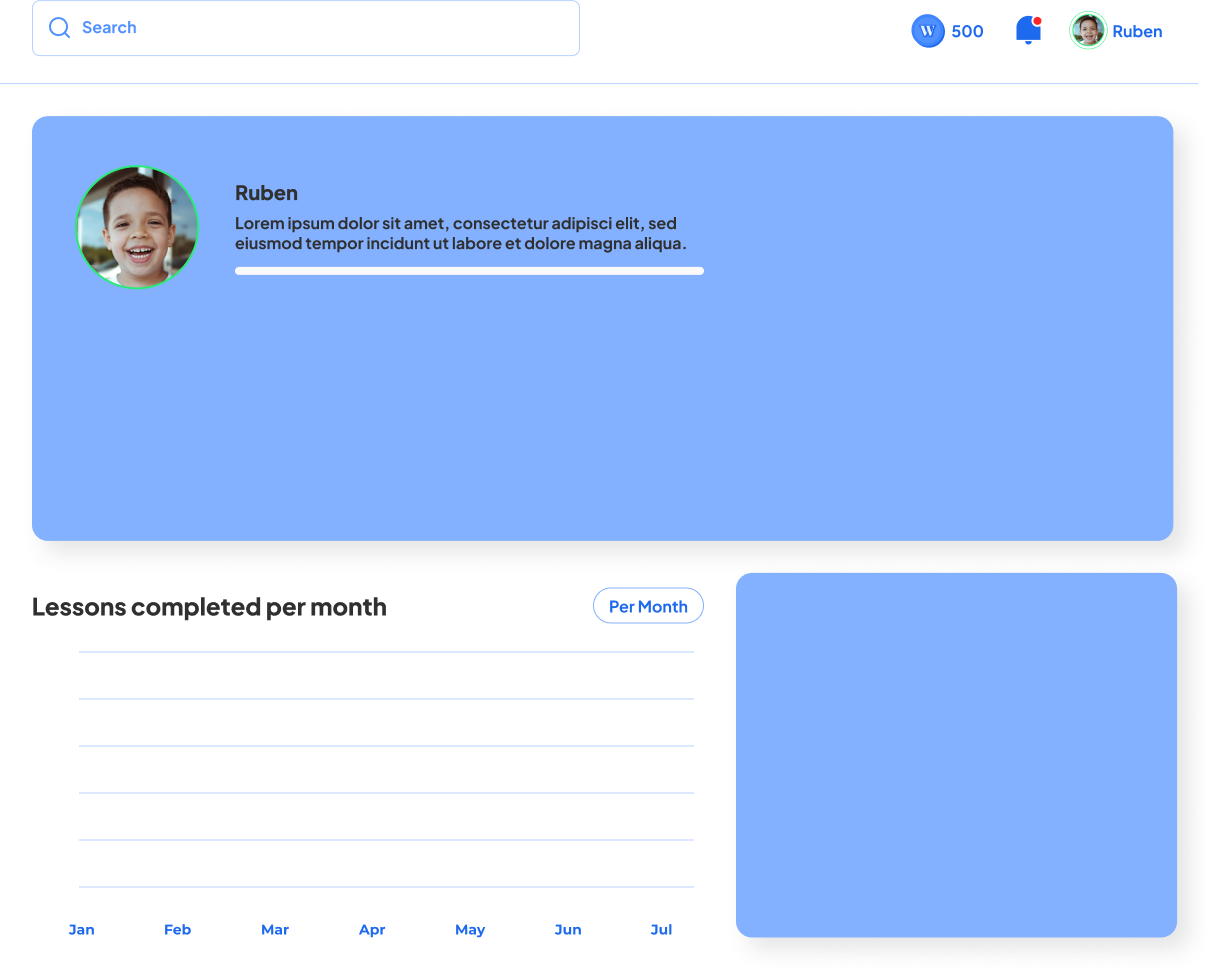 Search
W 500
Ruben
Ruben
Lorem ipsum dolor sit amet, consectetur adipisci elit, sed
eiusmod tempor incidunt ut labore et dolore magna aliqua.
Lessons completed per month
Per Month
Jan Feb Mar Apr May Jun Jul